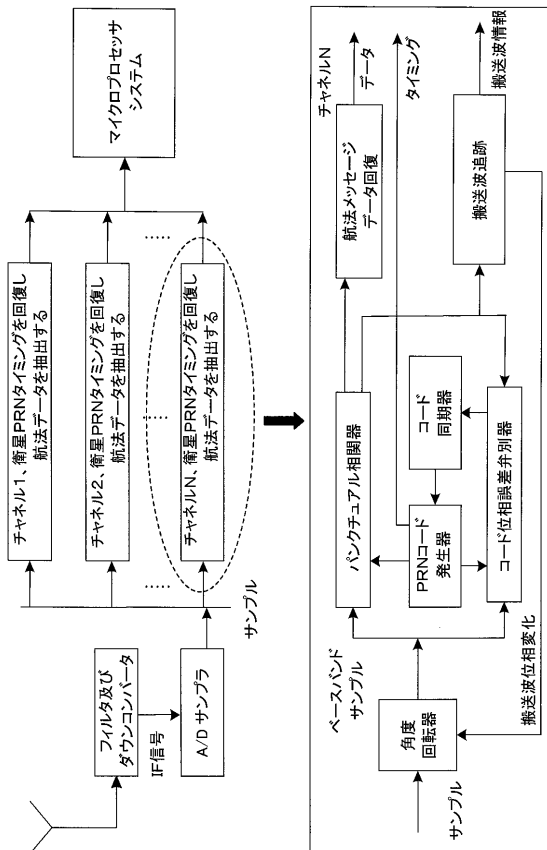 フィルタ及び
ダウンコンバータ
IF信号
A/D サンプラ
サンプル
チャネル1、衛星PRNタイミングを回復し
航法データを抽出する
チャネル2、衛星PRNタイミングを回復し
航法データを抽出する
チャネルN、衛星PRNタイミングを回復し
航法データを抽出する
マイクロプロセッサ
システム
サンプル
角度
回転器
ベースバンド
サンプル
パンクチュアル相関器
PRNコード
発生器
コード
同期器
コード位相誤差弁別器
搬送波位相変化
航法メッセージ
データ回復
チャネルN
データ
タイミング
搬送波追跡
搬送波情報